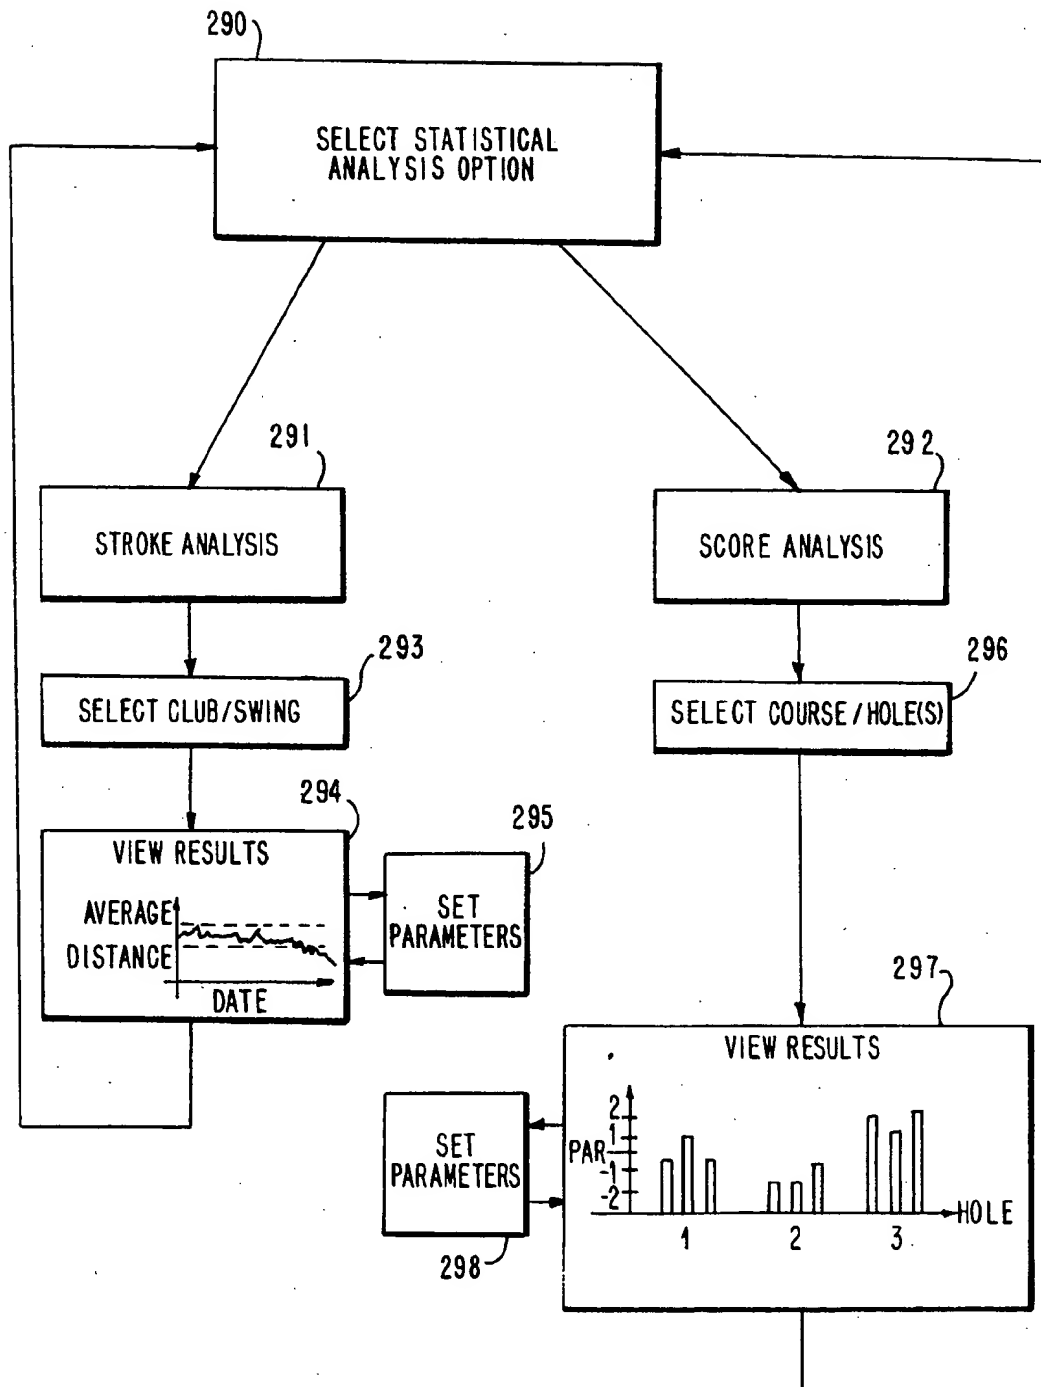 290
SELECT STATISTICAL
ANALYSIS OPTION
291
292
STROKE ANALYSIS
SCORE ANALYSIS
293
296
SELECT CLUB/SWING
SELECT COURSE/HOLE(S)
294
295
VIEW RESULTS
AVERAGE
DISTANCE
DATE
SET
PARAMETERS
297
VIEW RESULTS
2
1
PAR
-1
-2
HOLE
1 2 3
SET
PARAMETERS
298